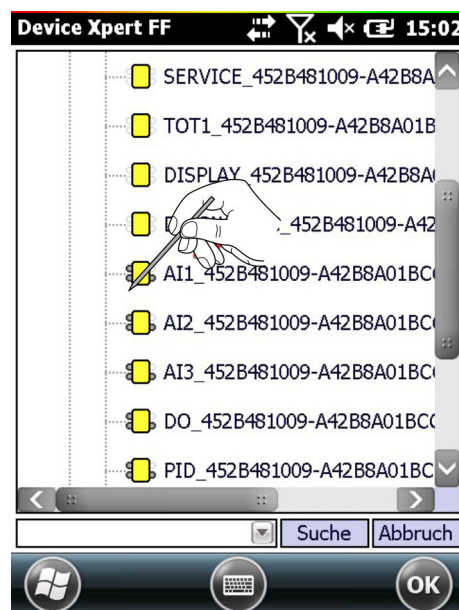 Device Xpert FF 15:02
SERVICE_452B481009-A42B8A
TOT1_452B481009-A42B8A01B
DISPLAY_452B481009-A42B8A
_452B481009-A42
AI1_452B481009-A42B8A01BC
AI2_452B481009-A42B8A01BC
AI3_452B481009-A42B8A01BC
DO_452B481009-A42B8A01BC
PID_452B481009-A42B8A01BC
Suche Abbruch
OK